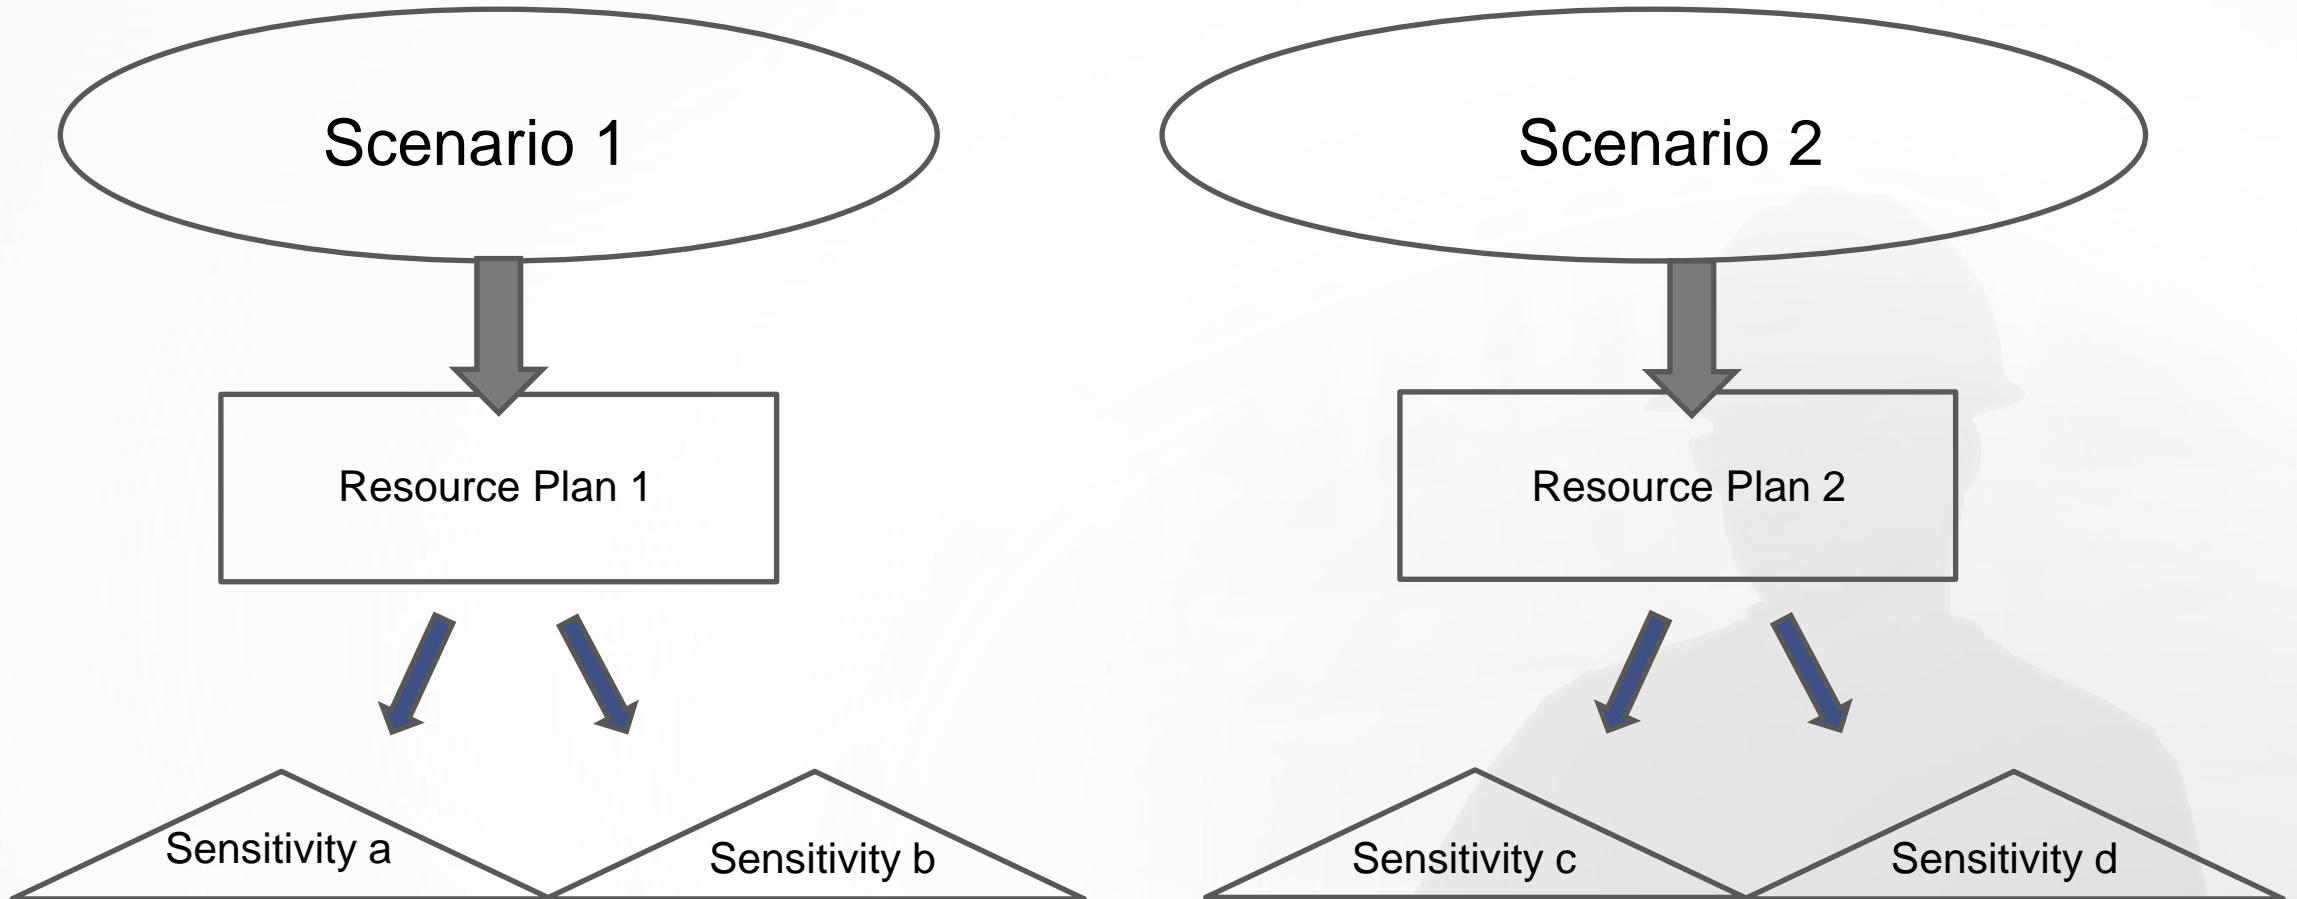 Scenario 1
Scenario 2
Resource Plan 1
Resource Plan 2
Sensitivity a
Sensitivity b
Sensitivity c
Sensitivity d